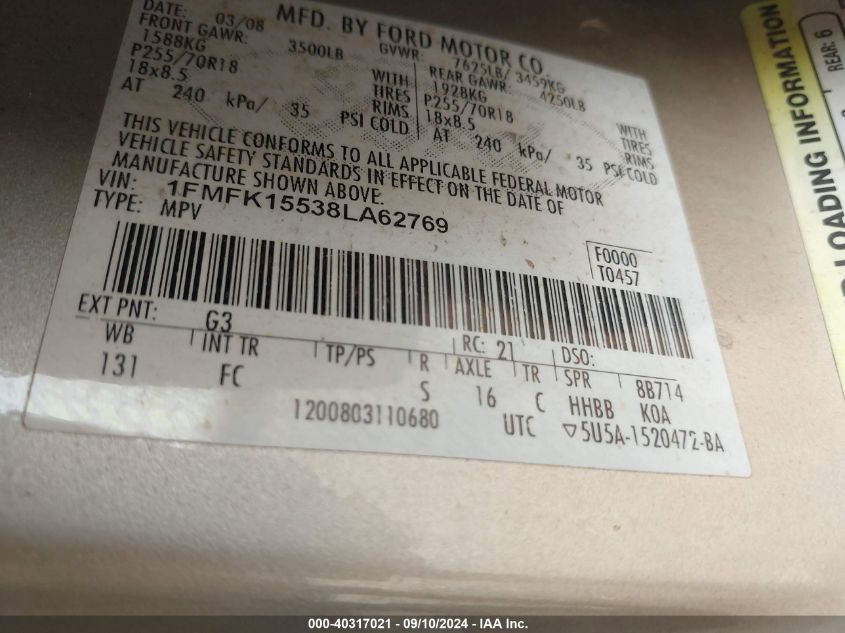 DATE: 03/08 MFD. BY FORD MOTOR CO.
FRONT GAWR: 3500LB GVWR: 7625LB/ 3459KG
1588KG REAR GAWR: 4250LB
P255/70R18 WITH TIRES 1928KG WITH TIRES
18x8.5 RIMS P255/70R18 RIMS
AT 240 kPa/ 35 PSI COLD 18x8.5
AT 240 kPa/ 35 PSI COLD
THIS VEHICLE CONFORMS TO ALL APPLICABLE FEDERAL MOTOR
VEHICLE SAFETY STANDARDS IN EFFECT ON THE DATE OF
MANUFACTURE SHOWN ABOVE.
VIN: 1FMFK15538LA62769
TYPE: MPV
F0000
T0457
EXT PNT: G3 RC: 21 DSO:
WB INT TR TP/PS R AXLE TR SPR 8B714
131 FC S 16 C HHBB KOA
1200803110680 UTC ▽5U5A-1520472-BA
LOADING INFORMATION
REAR: 6
000-40317021 - 09/10/2024 - IAA Inc.